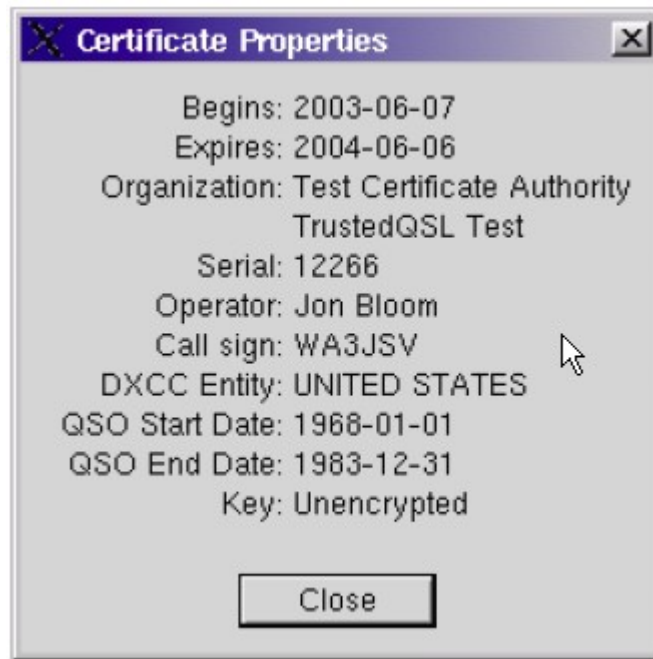 Certificate Properties
Begins: 2003-06-07
Expires: 2004-06-06
Organization: Test Certificate Authority
TrustedQSL Test
Serial: 12266
Operator: Jon Bloom
Call sign: WA3JSV
DXCC Entity: UNITED STATES
QSO Start Date: 1968-01-01
QSO End Date: 1983-12-31
Key: Unencrypted
Close